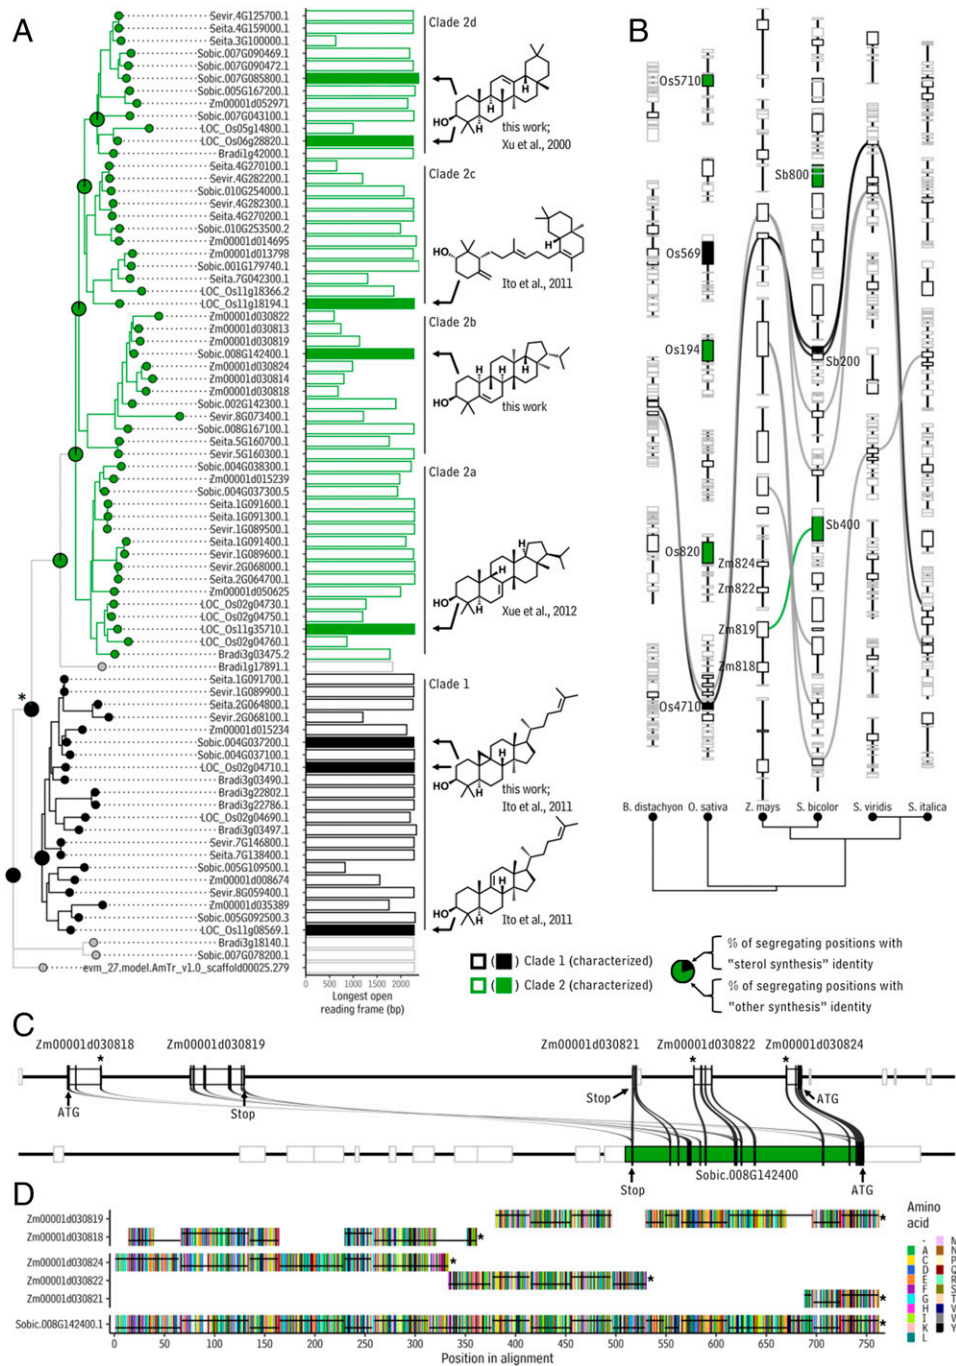 A
Sevir.4G125700.1
Seita.4G159000.1
Seita.3G100000.1
Sobic.007G090469.1
Sobic.007G090472.1
Sobic.007G085800.1
Sobic.005G167200.1
Zm00001d052971
Sobic.007G043100.1
LOC_Os05g14800.1
LOC_Os06g28820.1
Bradi1g42000.1
Seita.4G270100.1
Sevir.4G282200.1
Sobic.010G254000.1
Sevir.4G282300.1
Seita.4G270200.1
Sobic.010G253500.2
Zm00001d014695
Zm00001d013798
Sobic.001G179740.1
Seita.7G042300.1
LOC_Os11g18366.2
LOC_Os11g18194.1
Zm00001d030822
Zm00001d030813
Zm00001d030819
Sobic.008G142400.1
Zm00001d030824
Zm00001d030814
Zm00001d030818
Sobic.002G142300.1
Sevir.8G073400.1
Sobic.008G167100.1
Seita.5G160700.1
Sevir.5G160300.1
Sobic.004G038300.1
Zm00001d015239
Sobic.004G037300.5
Seita.1G091600.1
Seita.1G091300.1
Sevir.1G089500.1
Seita.1G091400.1
Sevir.1G089600.1
Sevir.2G068000.1
Seita.2G064700.1
Zm00001d050625
LOC_Os02g04730.1
LOC_Os02g04750.1
LOC_Os11g35710.1
LOC_Os02g04760.1
Bradi3g03475.2
Bradi1g17891.1
*
Seita.1G091700.1
Sevir.1G089900.1
Seita.2G064800.1
Sevir.2G068100.1
Zm00001d015234
Sobic.004G037200.1
Sobic.004G037100.1
LOC_Os02g04710.1
Bradi3g03490.1
Bradi3g22802.1
Bradi3g22786.1
LOC_Os02g04690.1
Bradi3g03497.1
Sevir.7G146800.1
Seita.7G138400.1
Sobic.005G109500.1
Zm00001d008674
Sevir.8G059400.1
Zm00001d035389
Sobic.005G092500.3
LOC_Os11g08569.1
Bradi3g18140.1
Sobic.007G078200.1
evm_27.model.AmTr_v1.0_scaffold00025.279
0 500 1000 1500 2000
Longest open
reading frame (bp)
Clade 2d
HO H H H
this work;
Xu et al., 2000
Clade 2c
HO H
Ito et al., 2011
Clade 2b
HO H
this work
Clade 2a
HO H H H
Xue et al., 2012
Clade 1
HO H
this work;
Ito et al., 2011
HO H H
Ito et al., 2011
( ) Clade 1 (characterized)
( ) Clade 2 (characterized)
B
Os5710
Sb800
Os569
Os194
Sb200
Sb400
Os820
Zm824
Zm822
Zm819
Zm818
Os4710
B. distachyon O. sativa Z. mays S. bicolor S. viridis S. italica
% of segregating positions with
"sterol synthesis" identity
% of segregating positions with
"other synthesis" identity
C
Zm00001d030818 Zm00001d030819 Zm00001d030821 Zm00001d030822 Zm00001d030824
* * *
ATG Stop Stop ATG
Sobic.008G142400
Stop ATG
D
Zm00001d030819 *
Zm00001d030818 *
Zm00001d030824 *
Zm00001d030822 *
Zm00001d030821 *
Sobic.008G142400.1 *
0 50 100 150 200 250 300 350 400 450 500 550 600 650 700 750
Position in alignment
Amino
acid
- M
A N
C P
D Q
E R
F S
G T
H V
I W
K Y
L